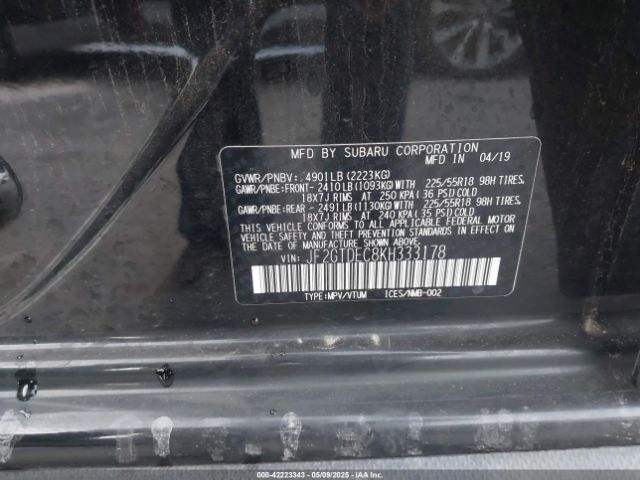 MFD BY SUBARU CORPORATION
IN 04/19
GVWR/PNBV: 4901LB(2223KG)
GAWR/PNBE:FRONT-2410LB(1093KG)WITH 225/55R18 98H TIRES,
18X7J RIMS AT 250 KPA (36 PSI)COLD
GAWR/PNBE:REAR -2491LB(1130KG)WITH 225/55R18 98H TIRES,
18X7J RIMS AT 240 KPA(35 PSI)COLD
THIS VEHICLE CONFORMS TO ALL APPLICABLE FEDERAL MOTOR
VEHICLE SAFETY AND THEFT PREVENTION STANDARDS IN EFFECT
ON THE DATE OF MANUFACTURE SHOWN ABOVE.
VIN: JF2GTDEC8KH333178
TYPE:MPV/VTUM ICES/NMB-002
000-42223343 - 05/09/2025 - IAAI.COM